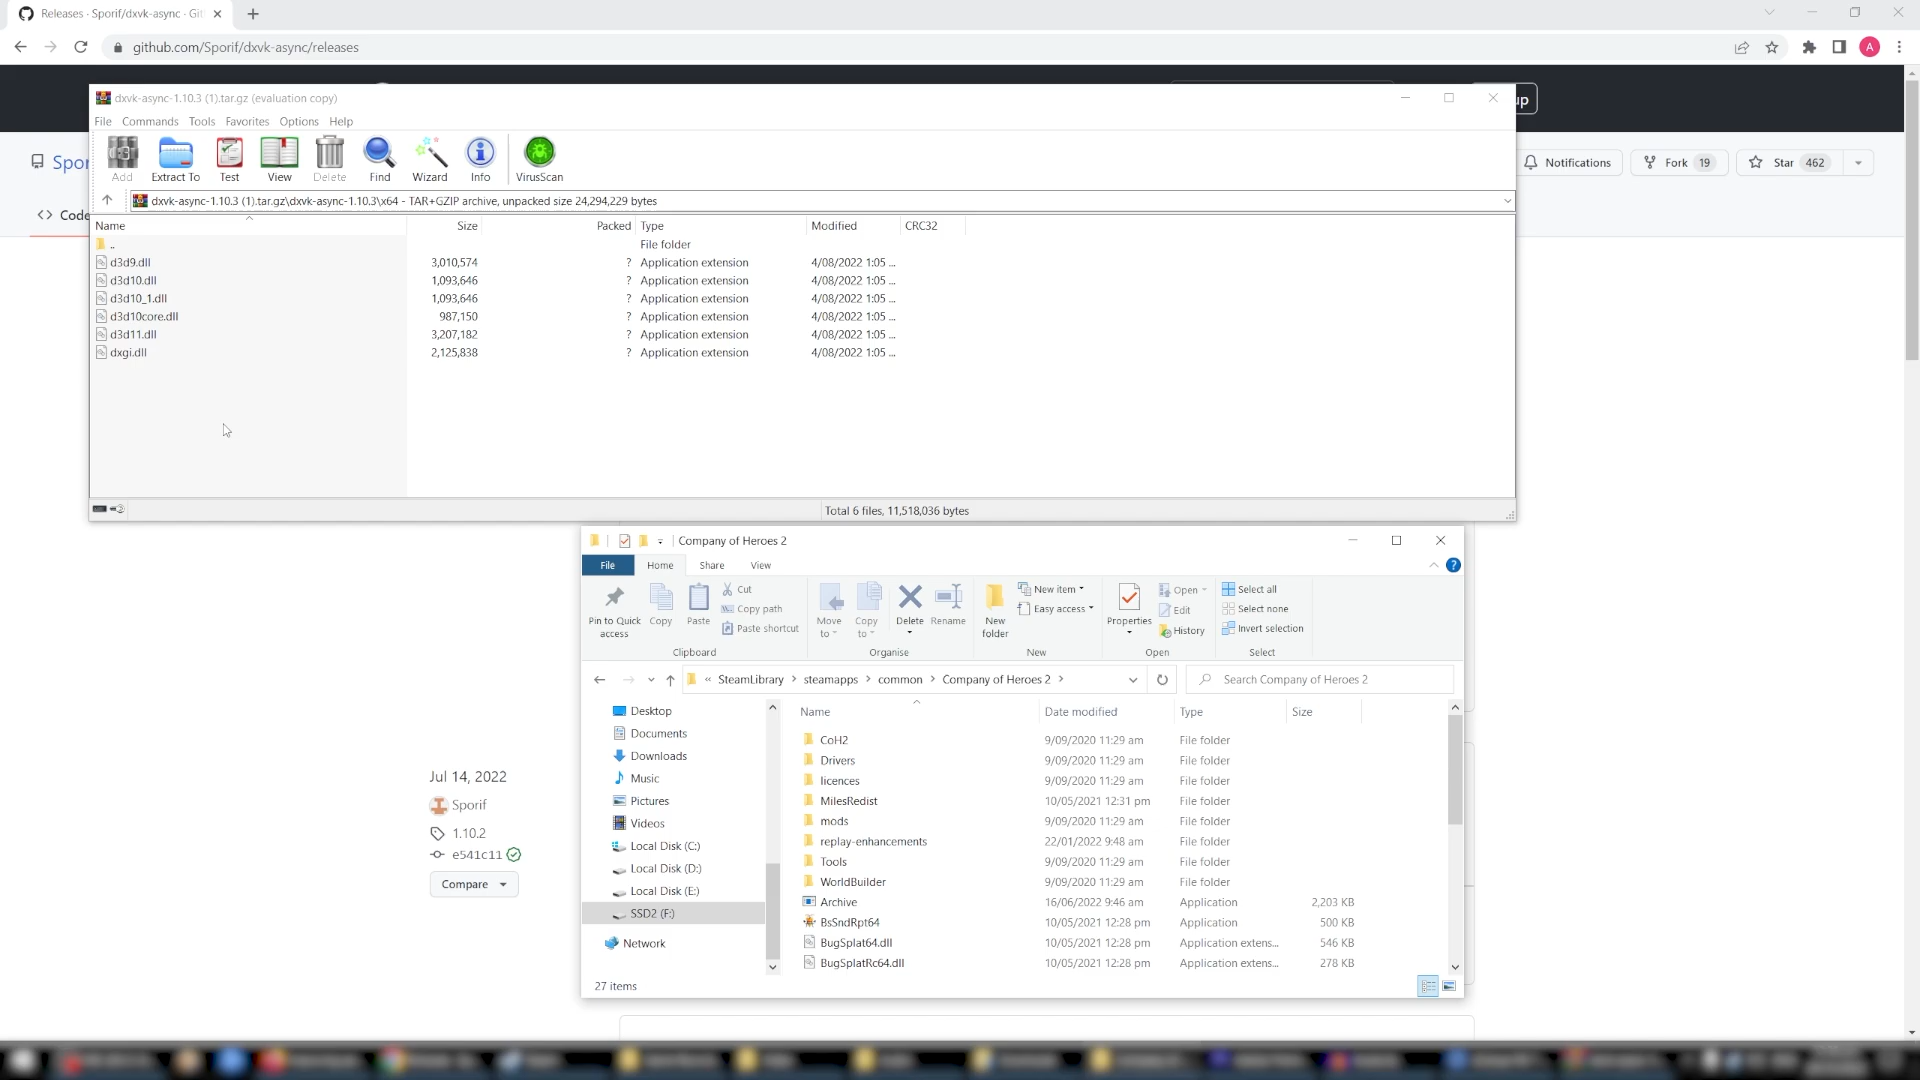 Releases · Sporif/dxvk-async · Git
github.com/Sporif/dxvk-async/releases
A
dxvk-async-1.10.3 (1).tar.gz (evaluation copy)
up
File Commands Tools Favorites Options Help
Spor
Notifications Fork 19 Star 462
Add Extract To Test View Delete Find Wizard Info VirusScan
dxvk-async-1.10.3 (1).tar.gz\dxvk-async-1.10.3\x64 - TAR+GZIP archive, unpacked size 24,294,229 bytes
<> Code
Name Size Packed Type Modified CRC32
.. File folder
d3d9.dll 3,010,574 ? Application extension 4/08/2022 1:05 ...
d3d10.dll 1,093,646 ? Application extension 4/08/2022 1:05 ...
d3d10_1.dll 1,093,646 ? Application extension 4/08/2022 1:05 ...
d3d10core.dll 987,150 ? Application extension 4/08/2022 1:05 ...
d3d11.dll 3,207,182 ? Application extension 4/08/2022 1:05 ...
dxgi.dll 2,125,838 ? Application extension 4/08/2022 1:05 ...
Total 6 files, 11,518,036 bytes
Company of Heroes 2
File Home Share View
Pin to Quick access Copy Paste Cut Copy path Paste shortcut
Move to Copy to Delete Rename New folder New item Easy access
Properties Open Edit History Select all Select none Invert selection
Clipboard Organise New Open Select
« SteamLibrary > steamapps > common > Company of Heroes 2 >
Search Company of Heroes 2
Desktop
Documents
Downloads
Music
Pictures
Videos
Local Disk (C:)
Local Disk (D:)
Local Disk (E:)
SSD2 (F:)
Network
Name Date modified Type Size
CoH2 9/09/2020 11:29 am File folder
Drivers 9/09/2020 11:29 am File folder
licences 9/09/2020 11:29 am File folder
MilesRedist 10/05/2021 12:31 pm File folder
mods 9/09/2020 11:29 am File folder
replay-enhancements 22/01/2022 9:48 am File folder
Tools 9/09/2020 11:29 am File folder
WorldBuilder 9/09/2020 11:29 am File folder
Archive 16/06/2022 9:46 am Application 2,203 KB
BsSndRpt64 10/05/2021 12:28 pm Application 500 KB
BugSplat64.dll 10/05/2021 12:28 pm Application extens... 546 KB
BugSplatRc64.dll 10/05/2021 12:28 pm Application extens... 278 KB
27 items
Jul 14, 2022
Sporif
1.10.2
e541c11
Compare